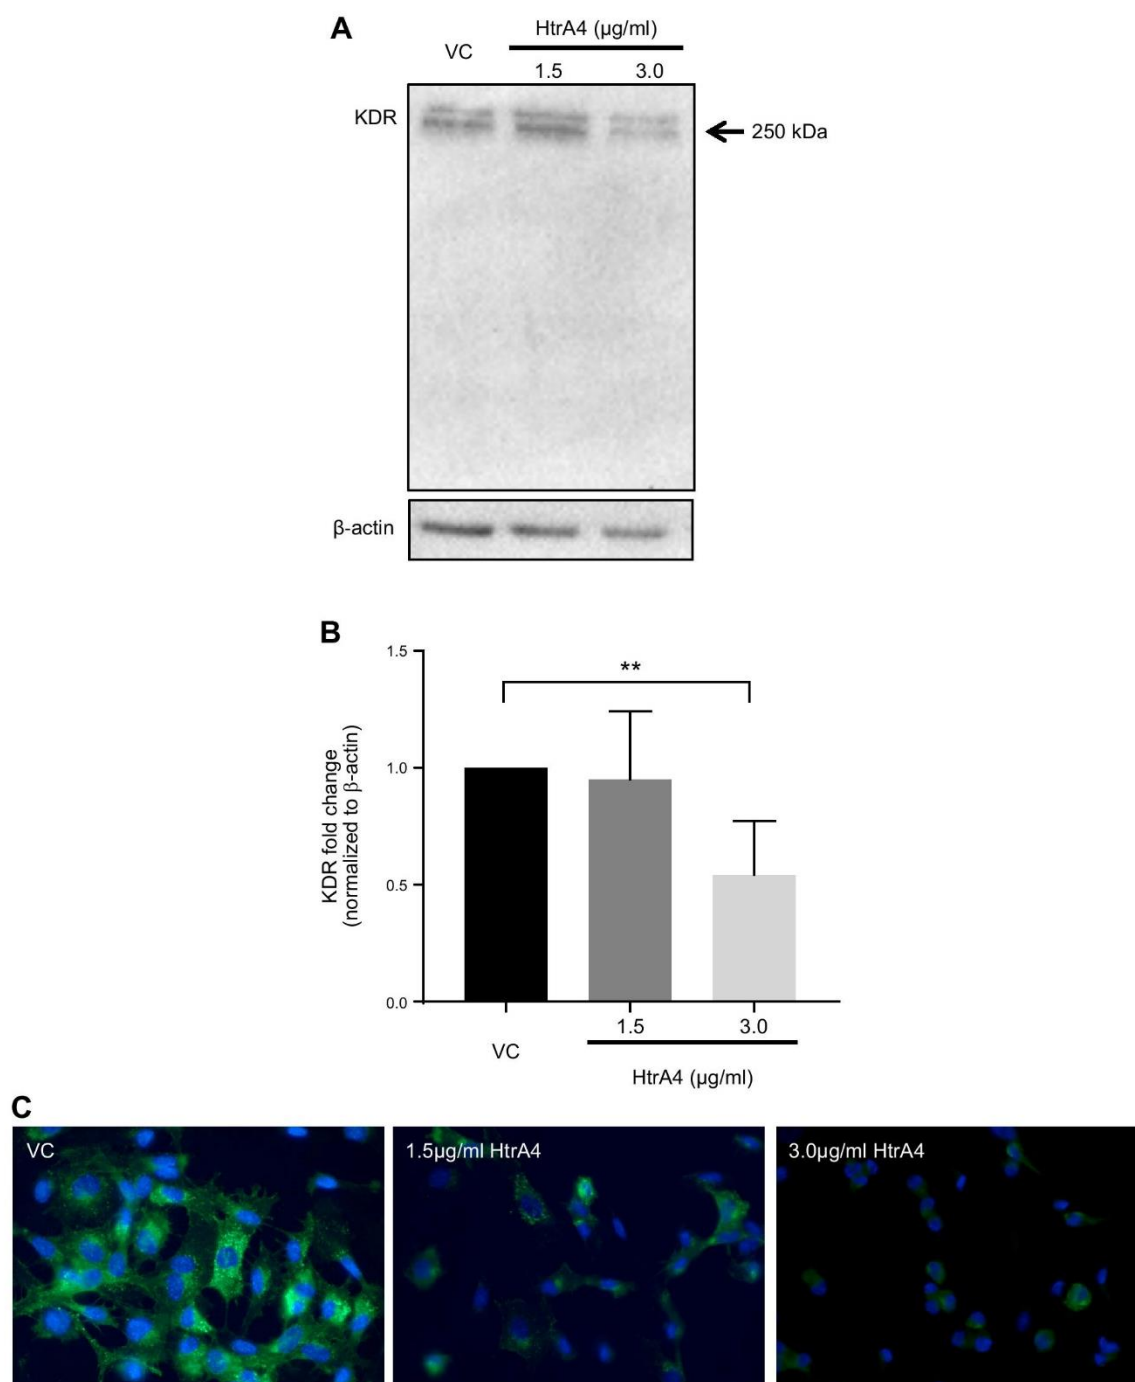 A
HtrA4 (µg/ml)
VC
1.5 3.0
KDR
250 kDa
β-actin
B
1.5
**
1.0
KDR fold change
(normalized to β-actin)
0.5
0.0
1.5 3.0
VC
HtrA4 (µg/ml)
C
VC
1.5µg/ml HtrA4
3.0µg/ml HtrA4